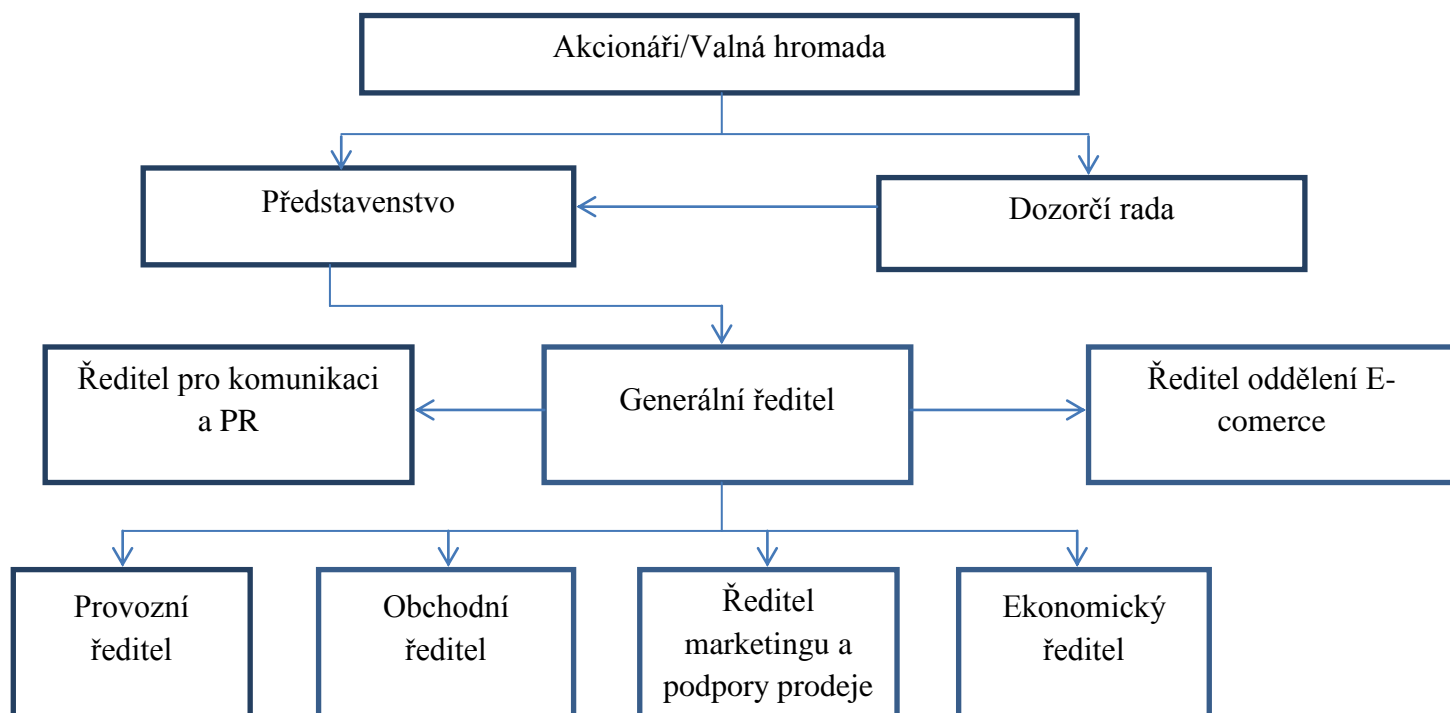 Akcionáři/Valná hromada
Představenstvo
Dozorčí rada
Ředitel pro komunikaci
a PR
Generální ředitel
Ředitel oddělení E-
comerce
Provozní
ředitel
Obchodní
ředitel
Ředitel
marketingu a
podpory prodeje
Ekonomický
ředitel